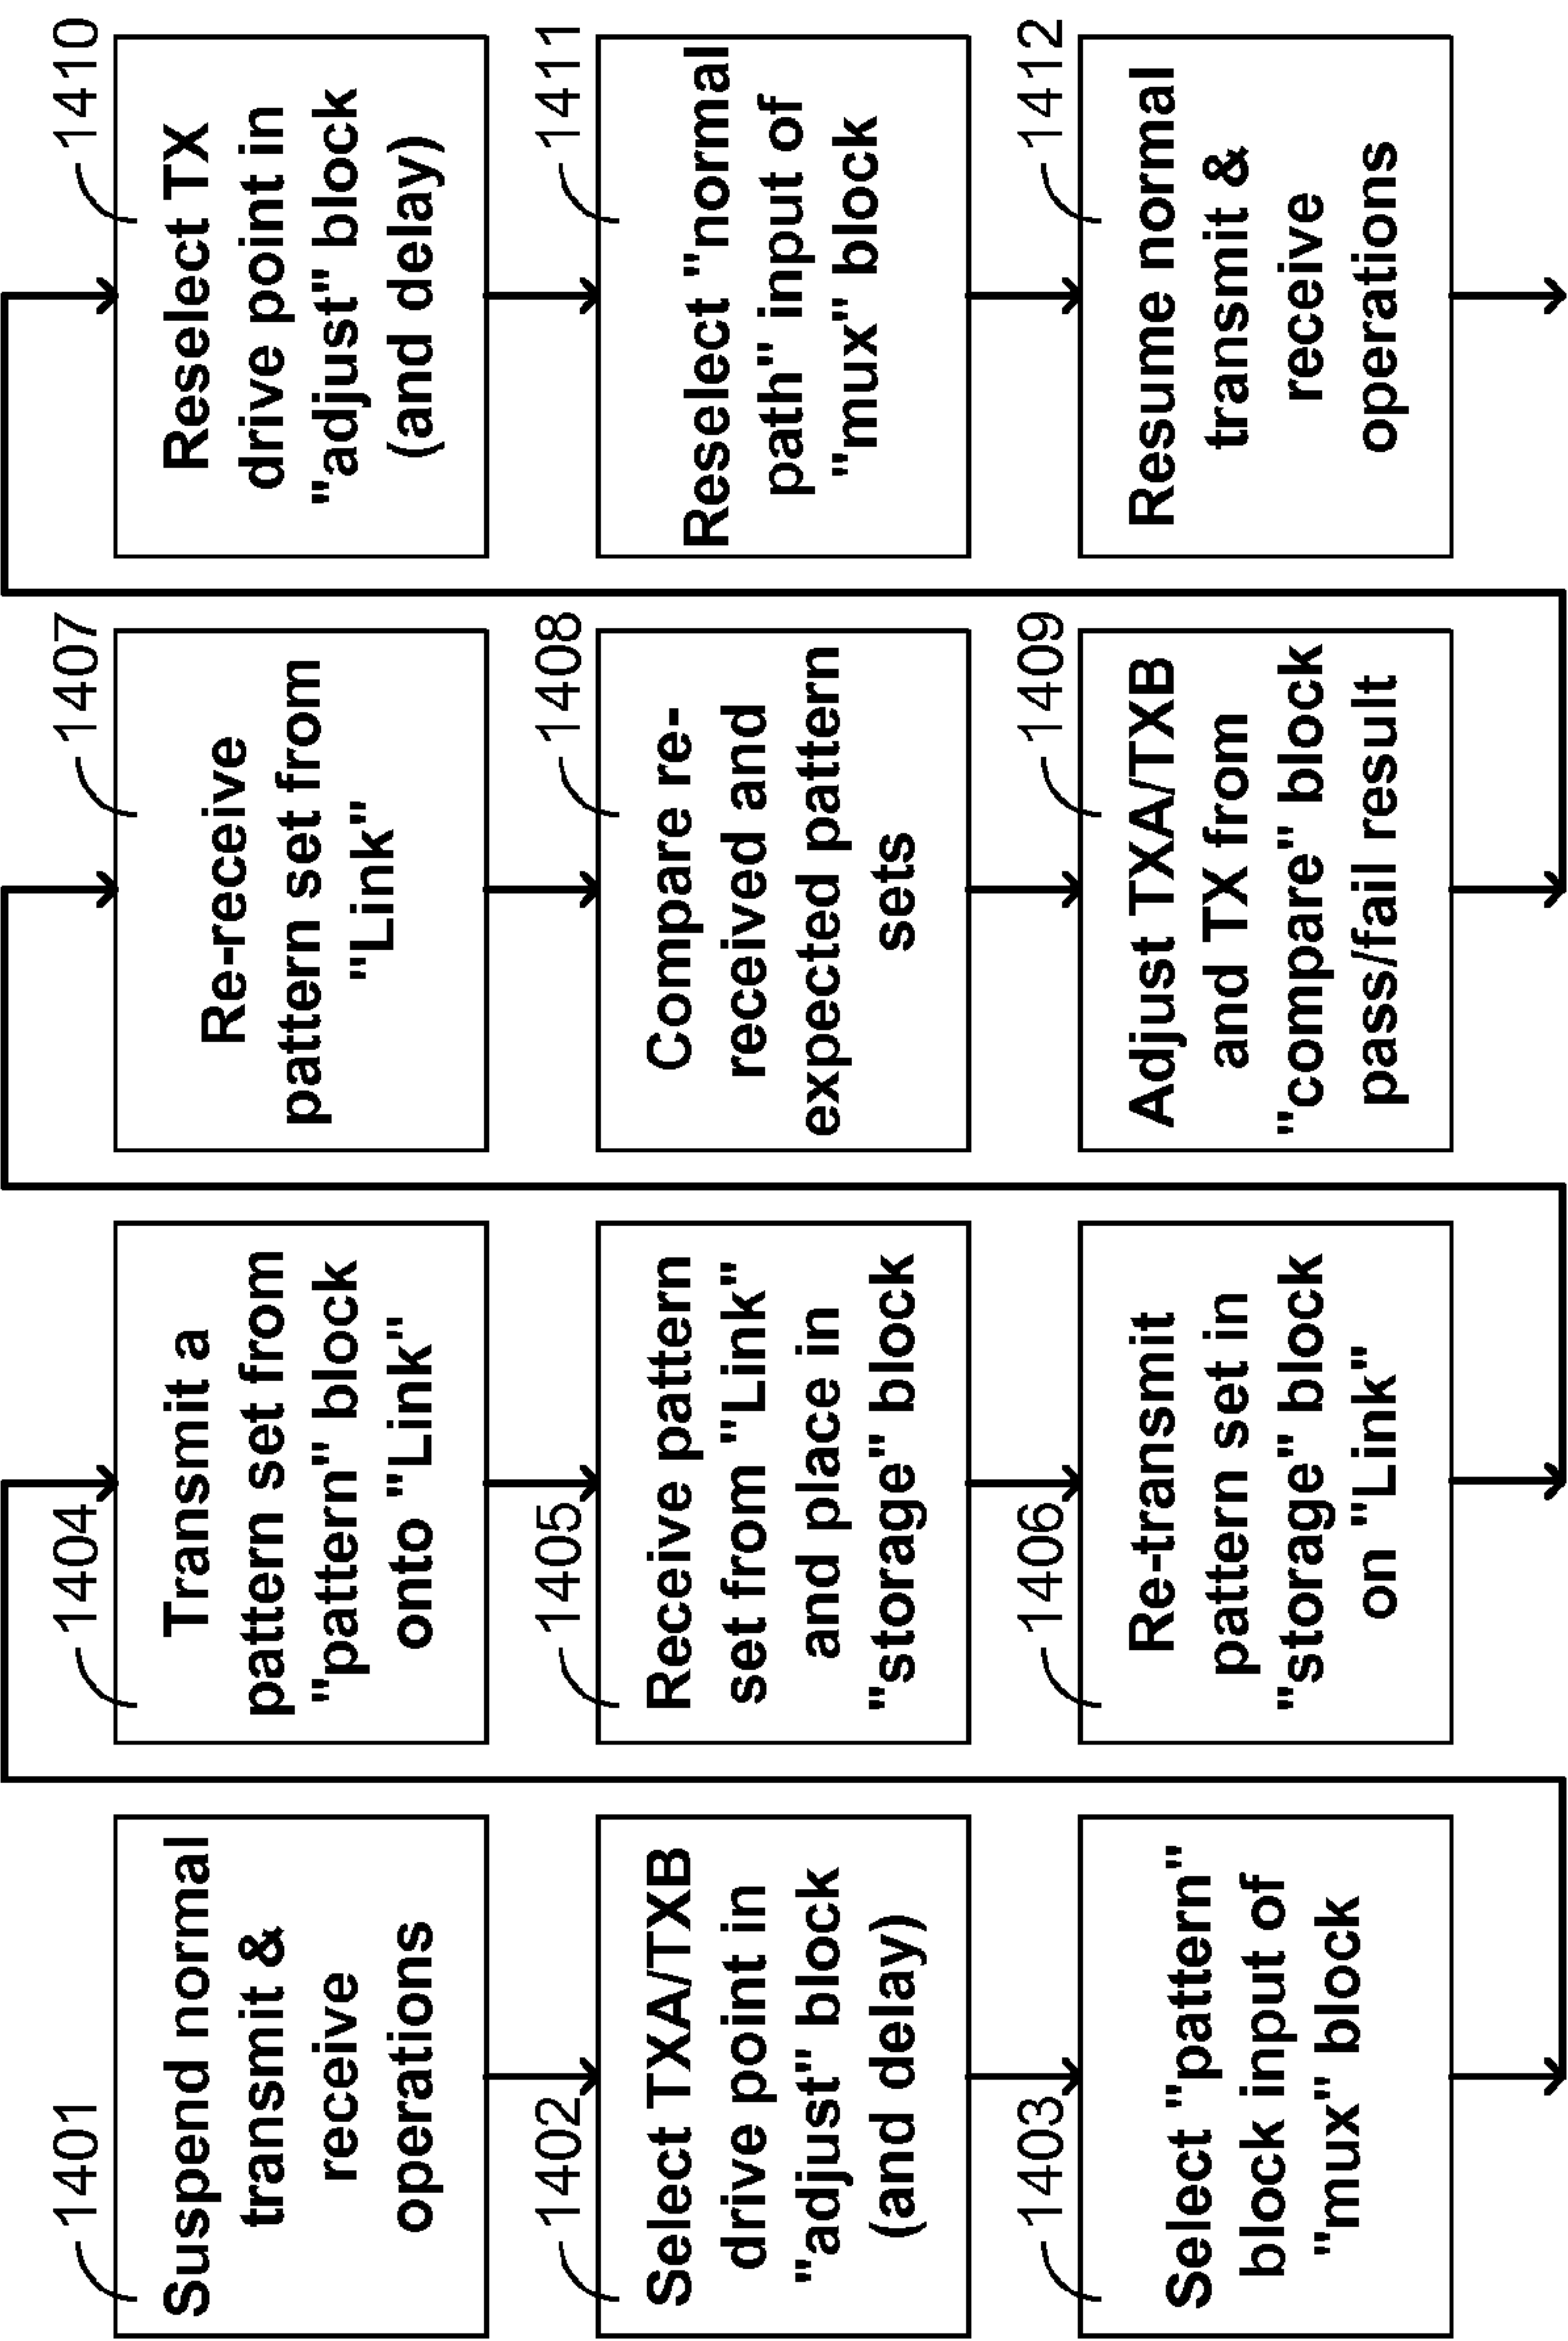 1401
Suspend normal
transmit &
receive
operations
1402
Select TXA/TXB
drive point in
"adjust" block
(and delay)
1403
Select "pattern"
block input of
"mux" block
1404
Transmit a
pattern set from
"pattern" block
onto "Link"
1405
Receive pattern
set from "Link"
and place in
"storage" block
1406
Re-transmit
pattern set in
"storage" block
on "Link"
1407
Re-receive
pattern set from
"Link"
1408
Compare re-
received and
expected pattern
sets
1409
Adjust TXA/TXB
and TX from
"compare" block
pass/fail result
1410
Reselect TX
drive point in
"adjust" block
(and delay)
1411
Reselect "normal
path" input of
"mux" block
1412
Resume normal
transmit &
receive
operations